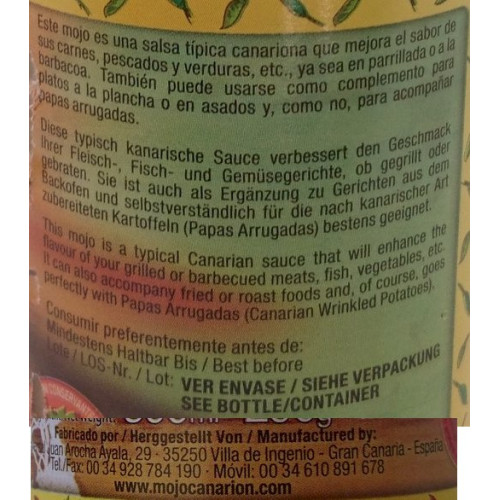 Este mojo es una salsa típica canariona que mejora el sabor de
sus carnes, pescados y verduras, etc., ya sea en parrillada o a la
barbacoa. También puede usarse como complemento para
platos a la plancha o en asados y, como no, para acompañar
papas arrugadas.
Diese typisch kanarische Sauce verbessert den Geschmack
Ihrer Fleisch-, Fisch- und Gemüsegerichte, ob gegrillt oder
gebraten. Sie ist auch als Ergänzung zu Gerichten aus dem
Backofen und selbstverständlich für die nach kanarischer Art
zubereiteten Kartoffeln (Papas Arrugadas) bestens geeignet.
This mojo is a typical Canarian sauce that will enhance the
flavour of your grilled or barbecued meats, fish, vegetables, etc.
It can also accompany fried or roast foods and, of course, goes
perfectly with Papas Arrugadas (Canarian Wrinkled Potatoes).
Consumir preferentemente antes de:
Mindestens Haltbar Bis / Best before
Lote / LOS-Nr. / Lot:
VER ENVASE / SIEHE VERPACKUNG
SEE BOTTLE/CONTAINER
Fabricado por / Herggestellt Von / Manufactured by:
Juan Arocha Ayala, 29 - 35250 Villa de Ingenio - Gran Canaria - España
Tel./Fax: 00 34 928 784 190 - Móvil: 00 34 610 891 678
www.mojocanarion.com